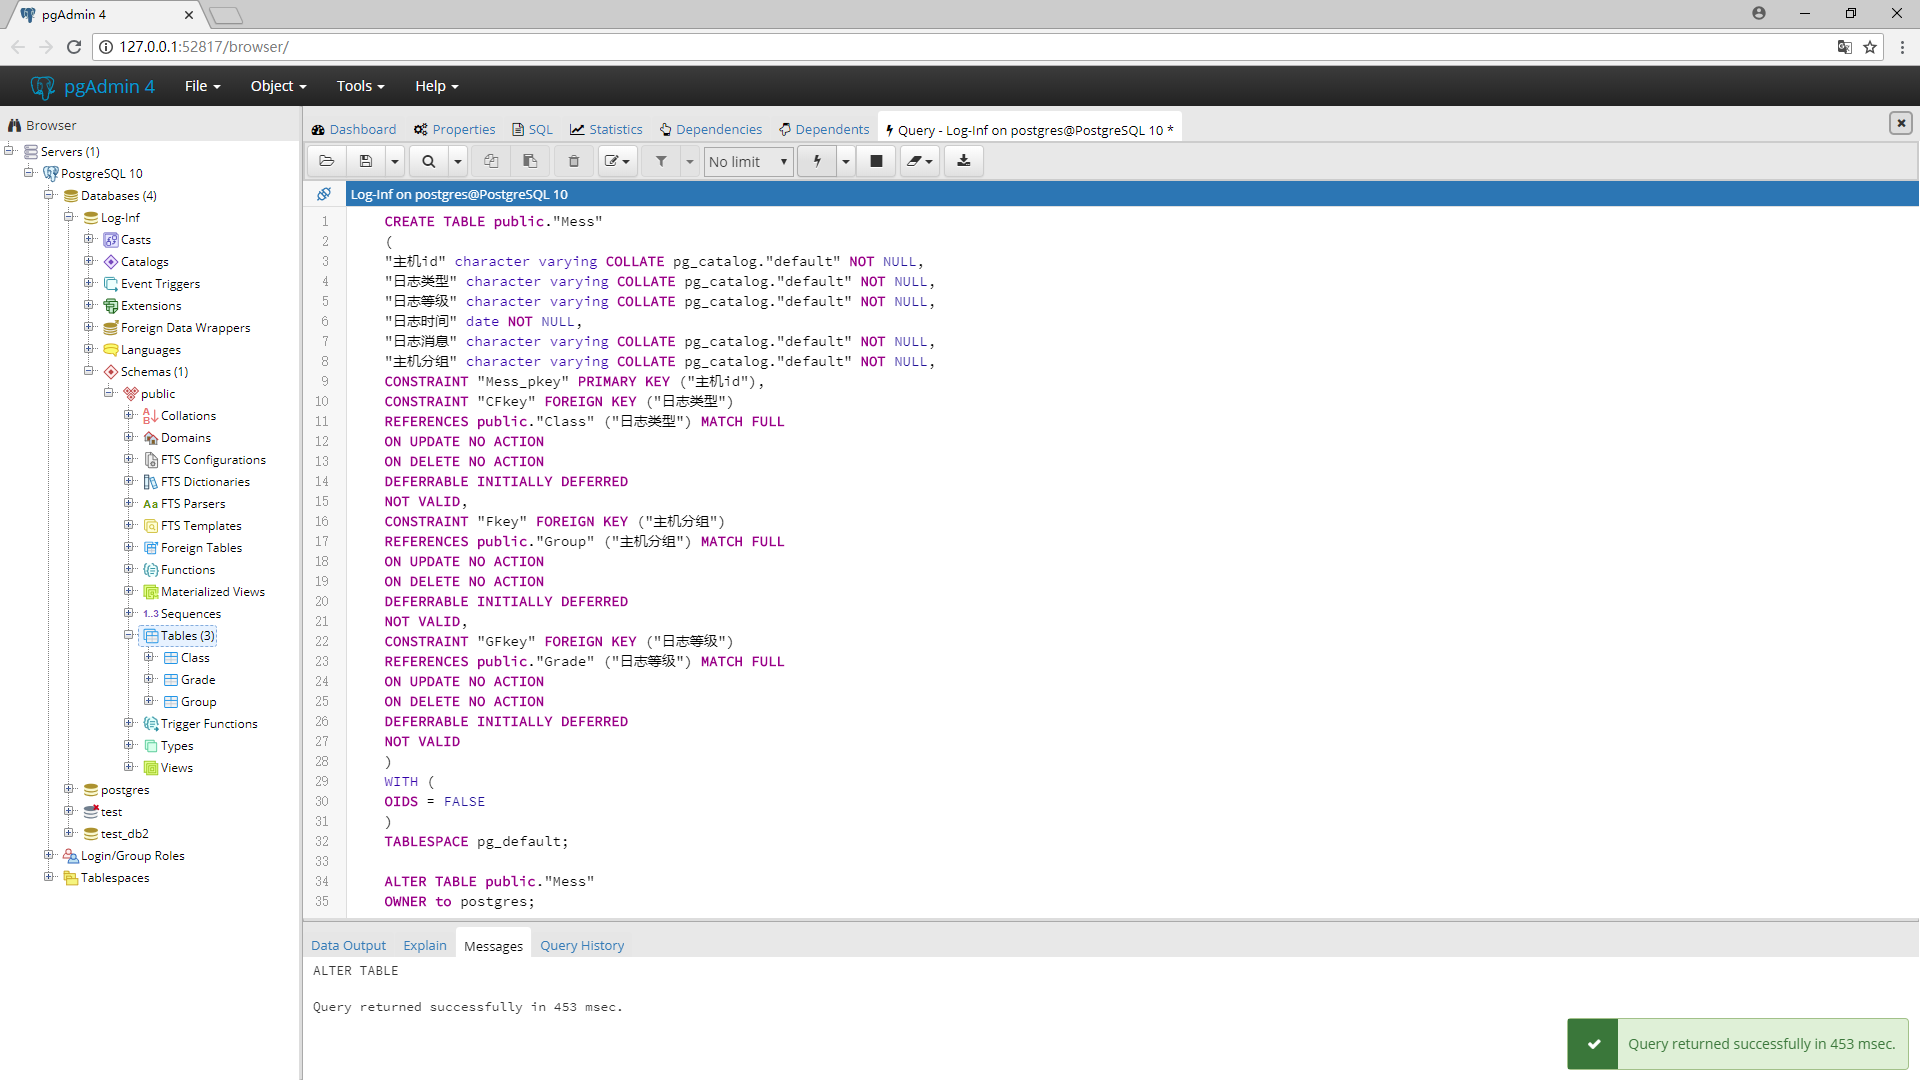 pgAdmin 4
127.0.0.1:52817/browser/
pgAdmin 4 File Object Tools Help
Browser
Servers (1)
PostgreSQL 10
Databases (4)
Log-Inf
Casts
Catalogs
Event Triggers
Extensions
Foreign Data Wrappers
Languages
Schemas (1)
public
Collations
Domains
FTS Configurations
FTS Dictionaries
FTS Parsers
FTS Templates
Foreign Tables
Functions
Materialized Views
1..3 Sequences
Tables (3)
Class
Grade
Group
Trigger Functions
Types
Views
postgres
test
test_db2
Login/Group Roles
Tablespaces
Dashboard Properties SQL Statistics Dependencies Dependents Query - Log-Inf on postgres@PostgreSQL 10 *
No limit
Log-Inf on postgres@PostgreSQL 10
1 CREATE TABLE public."Mess"
2 (
3 "主机id" character varying COLLATE pg_catalog."default" NOT NULL,
4 "日志类型" character varying COLLATE pg_catalog."default" NOT NULL,
5 "日志等级" character varying COLLATE pg_catalog."default" NOT NULL,
6 "日志时间" date NOT NULL,
7 "日志消息" character varying COLLATE pg_catalog."default" NOT NULL,
8 "主机分组" character varying COLLATE pg_catalog."default" NOT NULL,
9 CONSTRAINT "Mess_pkey" PRIMARY KEY ("主机id"),
10 CONSTRAINT "CFkey" FOREIGN KEY ("日志类型")
11 REFERENCES public."Class" ("日志类型") MATCH FULL
12 ON UPDATE NO ACTION
13 ON DELETE NO ACTION
14 DEFERRABLE INITIALLY DEFERRED
15 NOT VALID,
16 CONSTRAINT "Fkey" FOREIGN KEY ("主机分组")
17 REFERENCES public."Group" ("主机分组") MATCH FULL
18 ON UPDATE NO ACTION
19 ON DELETE NO ACTION
20 DEFERRABLE INITIALLY DEFERRED
21 NOT VALID,
22 CONSTRAINT "GFkey" FOREIGN KEY ("日志等级")
23 REFERENCES public."Grade" ("日志等级") MATCH FULL
24 ON UPDATE NO ACTION
25 ON DELETE NO ACTION
26 DEFERRABLE INITIALLY DEFERRED
27 NOT VALID
28 )
29 WITH (
30 OIDS = FALSE
31 )
32 TABLESPACE pg_default;
33
34 ALTER TABLE public."Mess"
35 OWNER to postgres;
Data Output Explain Messages Query History
ALTER TABLE
Query returned successfully in 453 msec.
Query returned successfully in 453 msec.